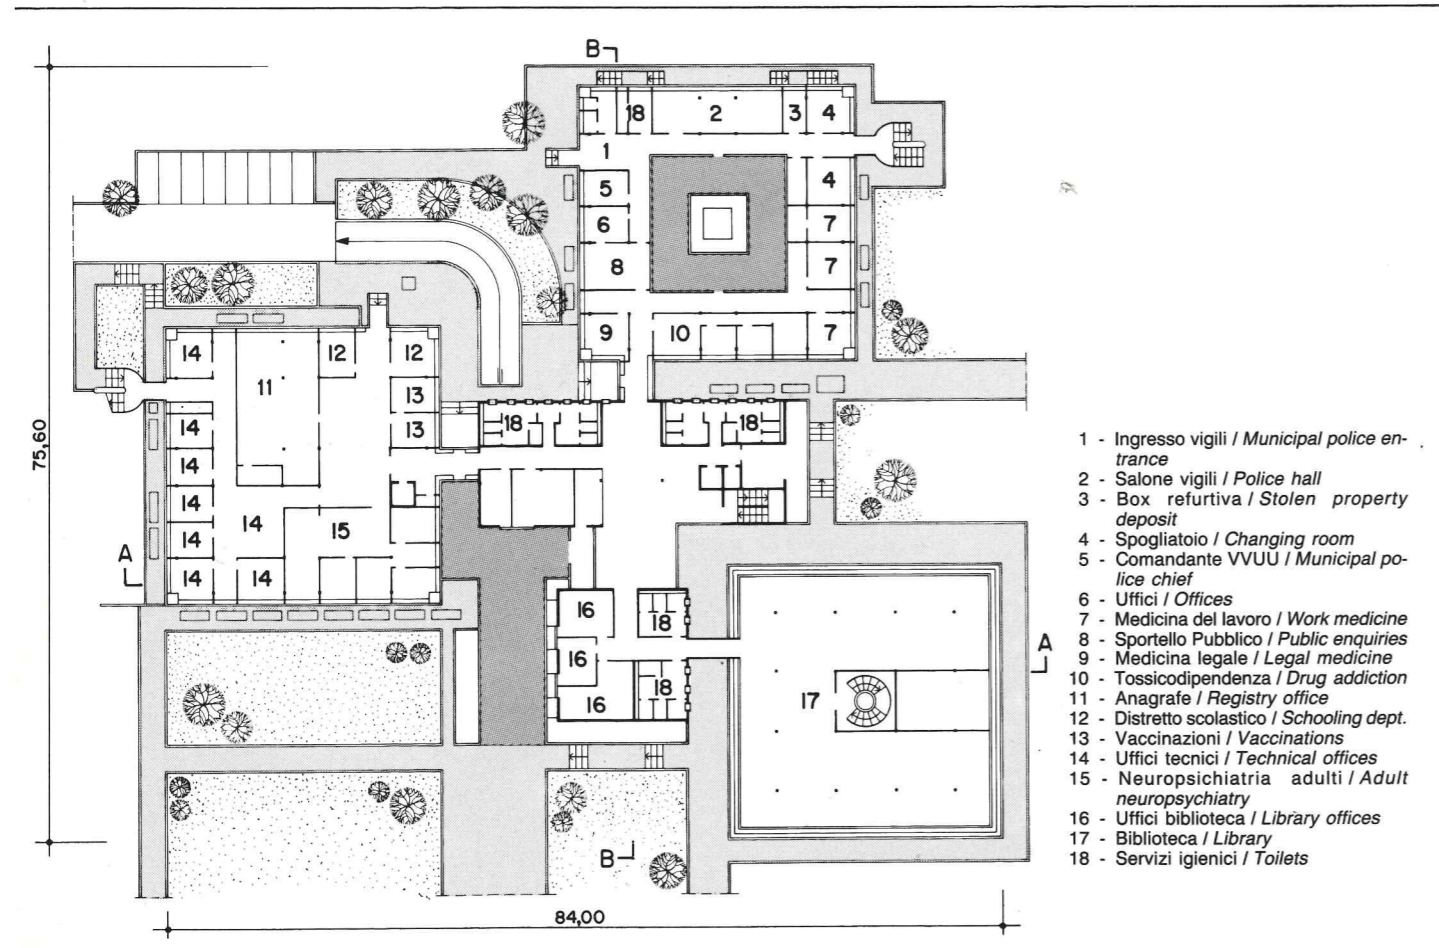 B
18
2
3
4
1
5
4
6
7
8
7
9
10
7
14
12
12
11
13
13
14
18
18
14
14
14
14
15
14
14
A
75,60
16
18
16
18
16
17
A
B
84,00
1 - Ingresso vigili / Municipal police en-
trance
2 - Salone vigili / Police hall
3 - Box refurtiva / Stolen property
deposit
4 - Spogliatoio / Changing room
5 - Comandante VVUU / Municipal po-
lice chief
6 - Uffici / Offices
7 - Medicina del lavoro / Work medicine
8 - Sportello Pubblico / Public enquiries
9 - Medicina legale / Legal medicine
10 - Tossicodipendenza / Drug addiction
11 - Anagrafe / Registry office
12 - Distretto scolastico / Schooling dept.
13 - Vaccinazioni / Vaccinations
14 - Uffici tecnici / Technical offices
15 - Neuropsichiatria adulti / Adult
neuropsychiatry
16 - Uffici biblioteca / Library offices
17 - Biblioteca / Library
18 - Servizi igienici / Toilets